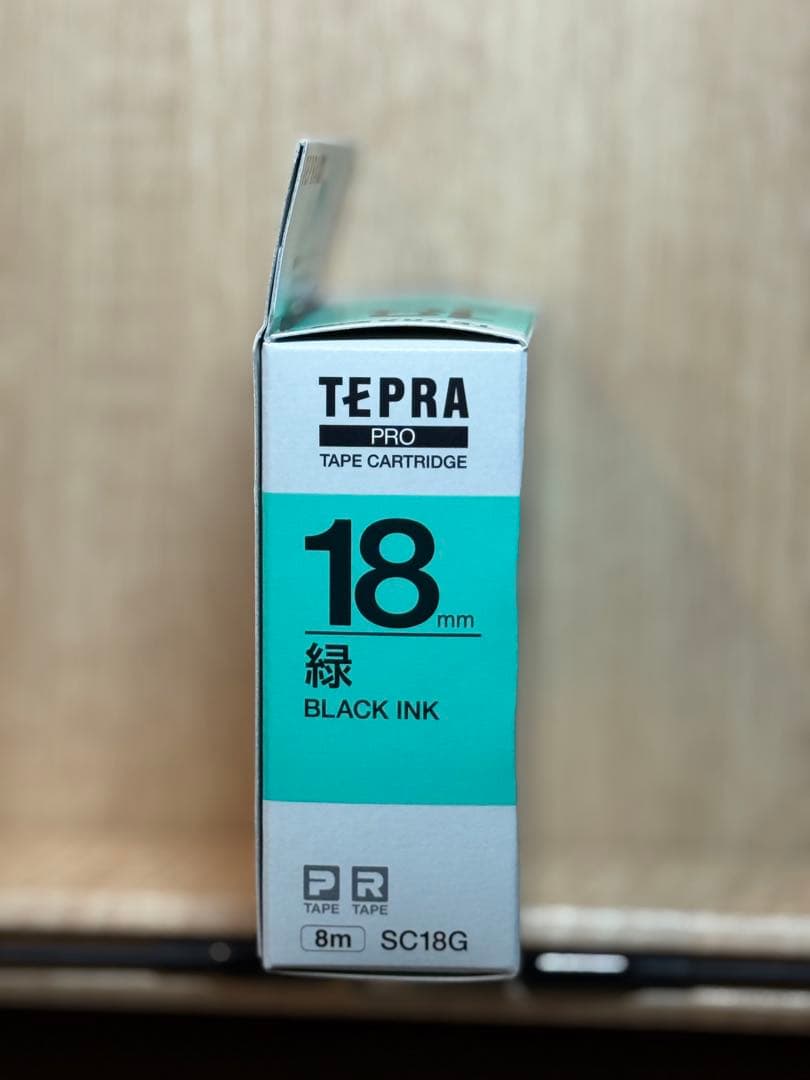 TEPRA
PRO
TAPE CARTRIDGE
18mm
緑
BLACK INK
P R
TAPE TAPE
8m SC18G